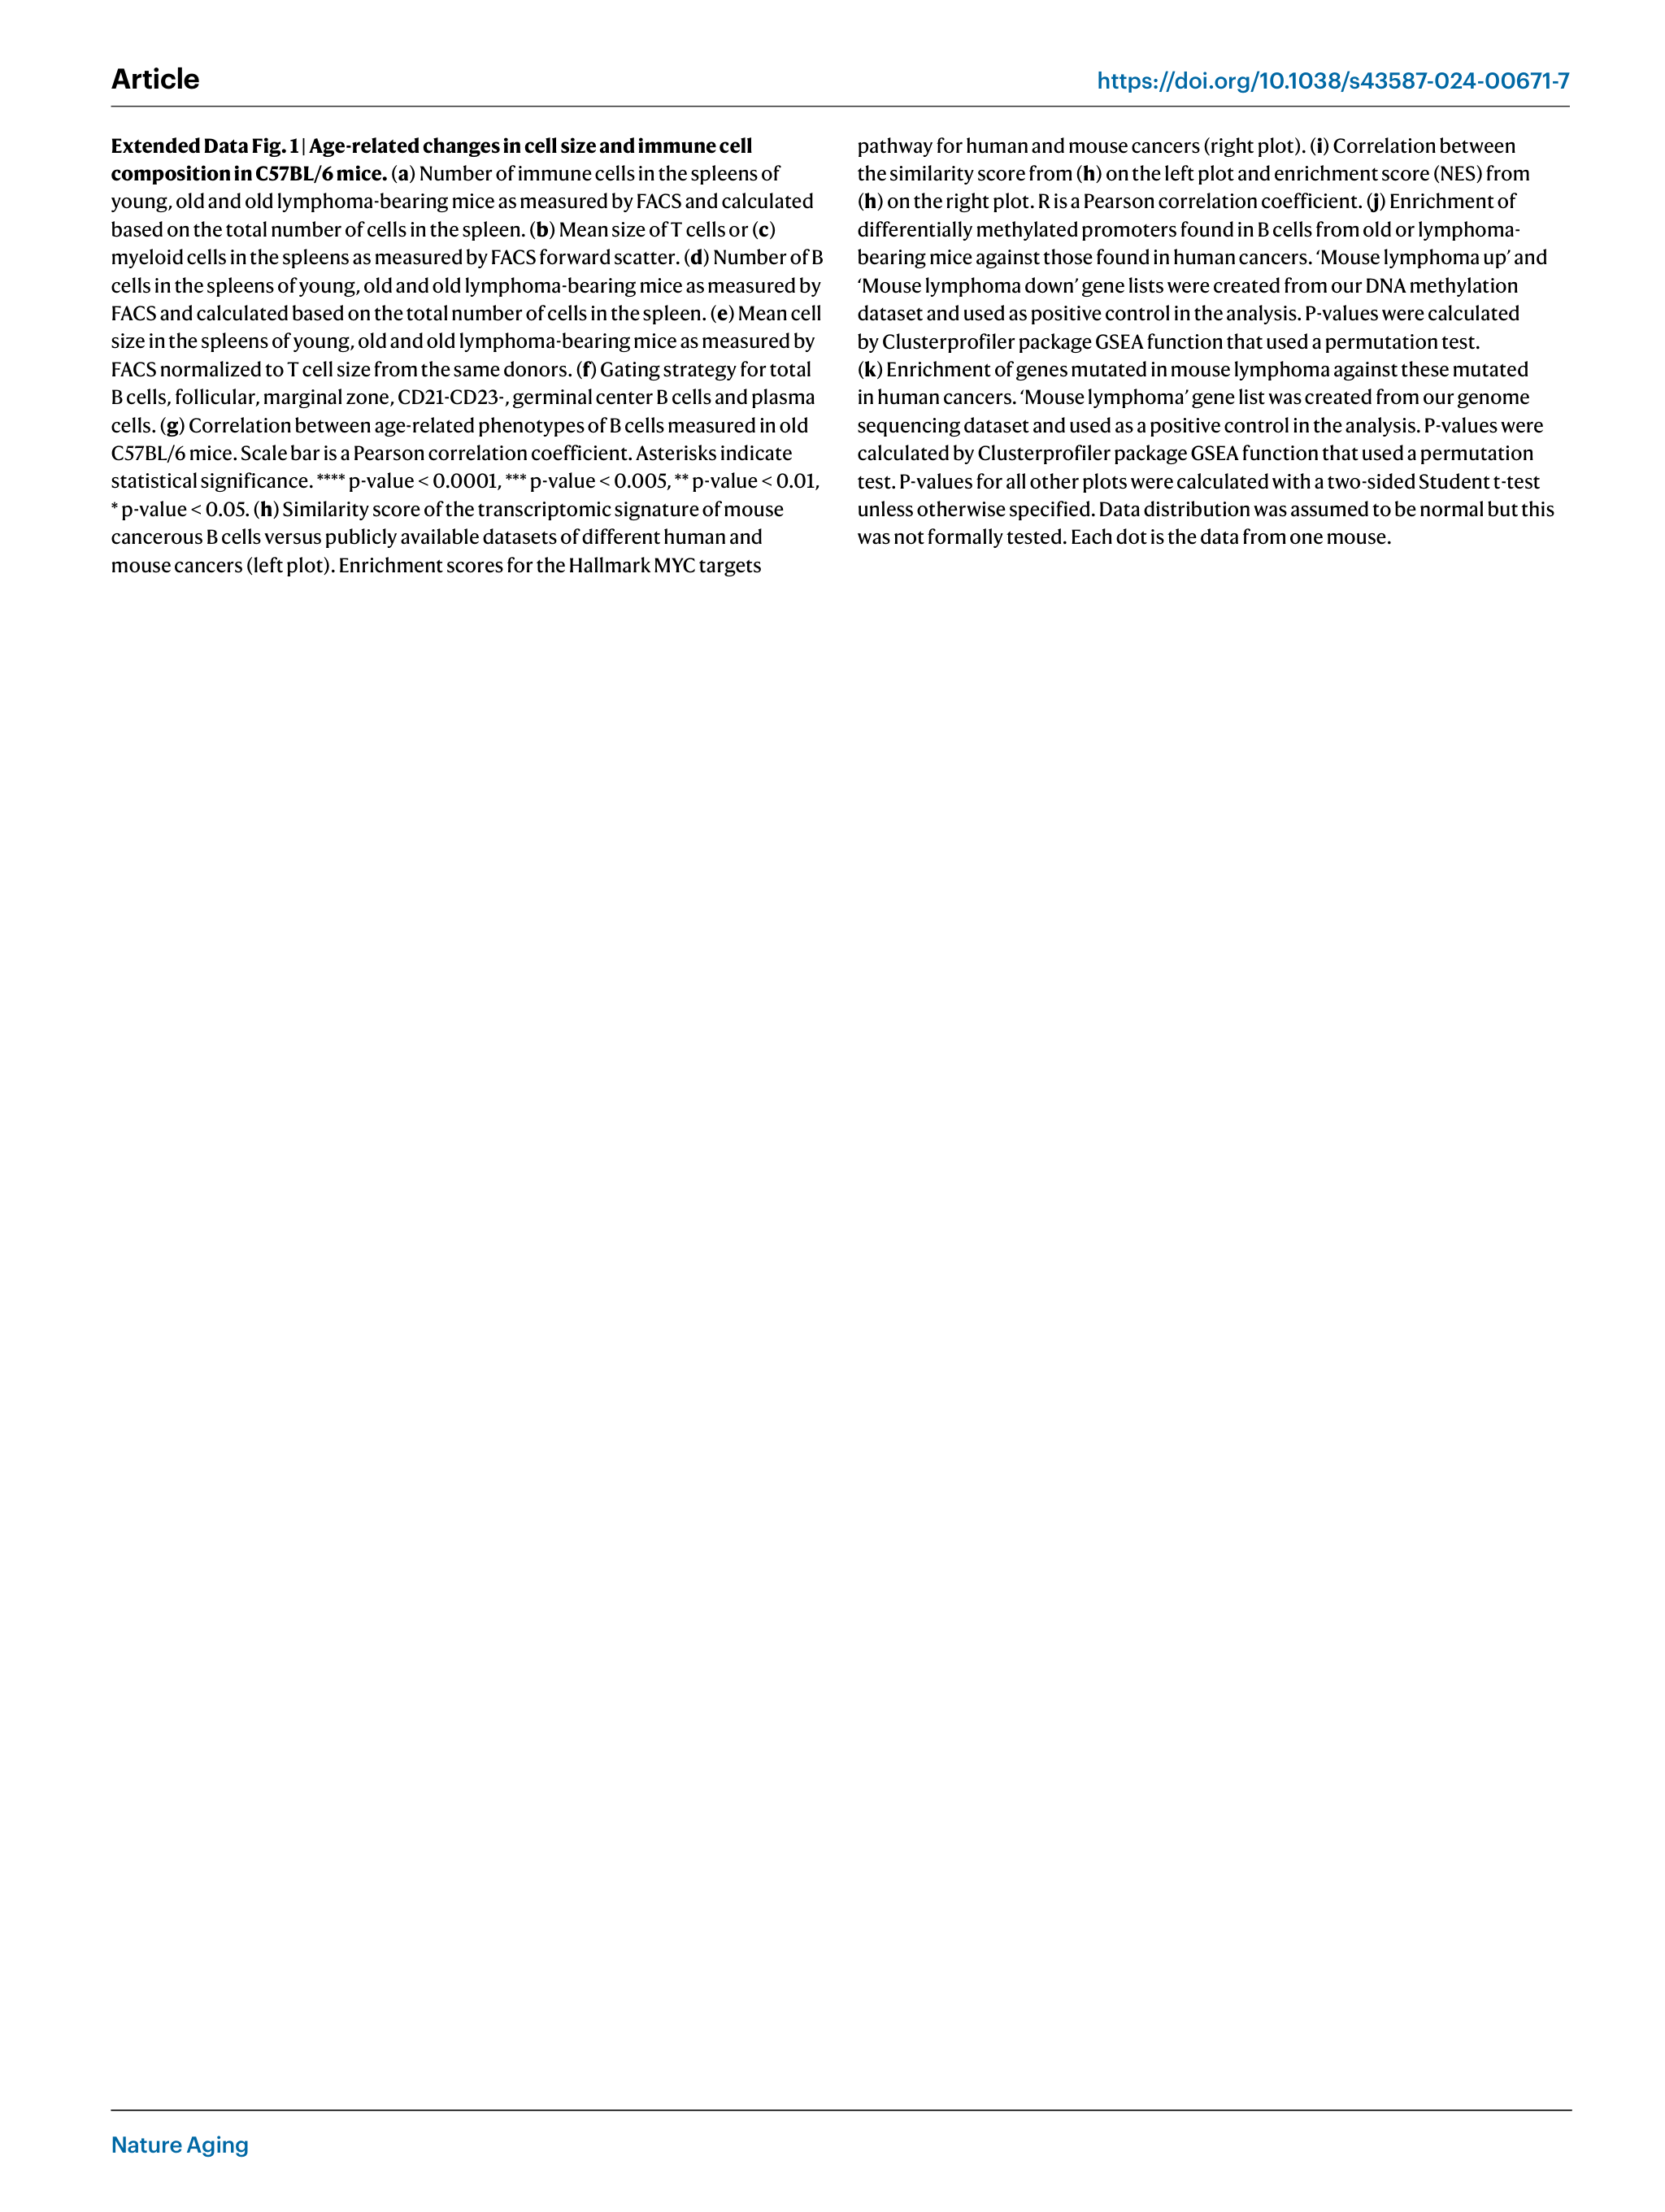 Article
https://doi.org/10.1038/s43587-024-00671-7
Extended Data Fig. 1 | Age-related changes in cell size and immune cell
composition in C57BL/6 mice. (a) Number of immune cells in the spleens of
young, old and old lymphoma-bearing mice as measured by FACS and calculated
based on the total number of cells in the spleen. (b) Mean size of T cells or (c)
myeloid cells in the spleens as measured by FACS forward scatter. (d) Number of B
cells in the spleens of young, old and old lymphoma-bearing mice as measured by
FACS and calculated based on the total number of cells in the spleen. (e) Mean cell
size in the spleens of young, old and old lymphoma-bearing mice as measured by
FACS normalized to T cell size from the same donors. (f) Gating strategy for total
B cells, follicular, marginal zone, CD21-CD23-, germinal center B cells and plasma
cells. (g) Correlation between age-related phenotypes of B cells measured in old
C57BL/6 mice. Scale bar is a Pearson correlation coefficient. Asterisks indicate
statistical significance. **** p-value < 0.0001, *** p-value < 0.005, ** p-value < 0.01,
* p-value < 0.05. (h) Similarity score of the transcriptomic signature of mouse
cancerous B cells versus publicly available datasets of different human and
mouse cancers (left plot). Enrichment scores for the Hallmark MYC targets
pathway for human and mouse cancers (right plot). (i) Correlation between
the similarity score from (h) on the left plot and enrichment score (NES) from
(h) on the right plot. R is a Pearson correlation coefficient. (j) Enrichment of
differentially methylated promoters found in B cells from old or lymphoma-
bearing mice against those found in human cancers. ‘Mouse lymphoma up’ and
‘Mouse lymphoma down’ gene lists were created from our DNA methylation
dataset and used as positive control in the analysis. P-values were calculated
by Clusterprofiler package GSEA function that used a permutation test.
(k) Enrichment of genes mutated in mouse lymphoma against these mutated
in human cancers. ‘Mouse lymphoma’ gene list was created from our genome
sequencing dataset and used as a positive control in the analysis. P-values were
calculated by Clusterprofiler package GSEA function that used a permutation
test. P-values for all other plots were calculated with a two-sided Student t-test
unless otherwise specified. Data distribution was assumed to be normal but this
was not formally tested. Each dot is the data from one mouse.
Nature Aging